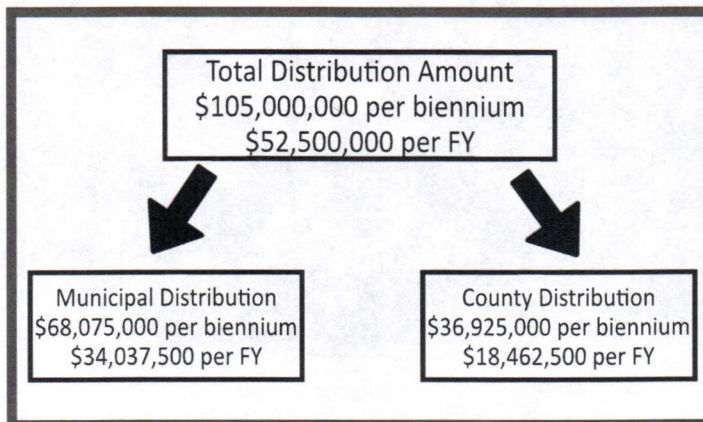 Total Distribution Amount
$105,000,000 per biennium
$52,500,000 per FY
Municipal Distribution
$68,075,000 per biennium
$34,037,500 per FY
County Distribution
$36,925,000 per biennium
$18,462,500 per FY